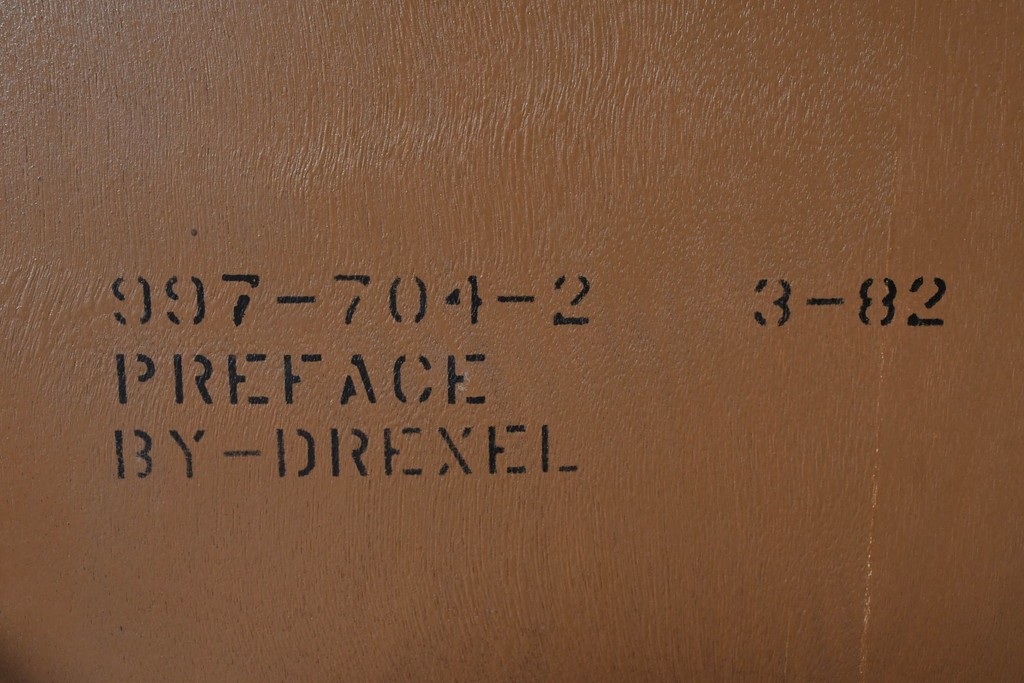 997-704-2 3-82
PREFACE
BY-DREXEL